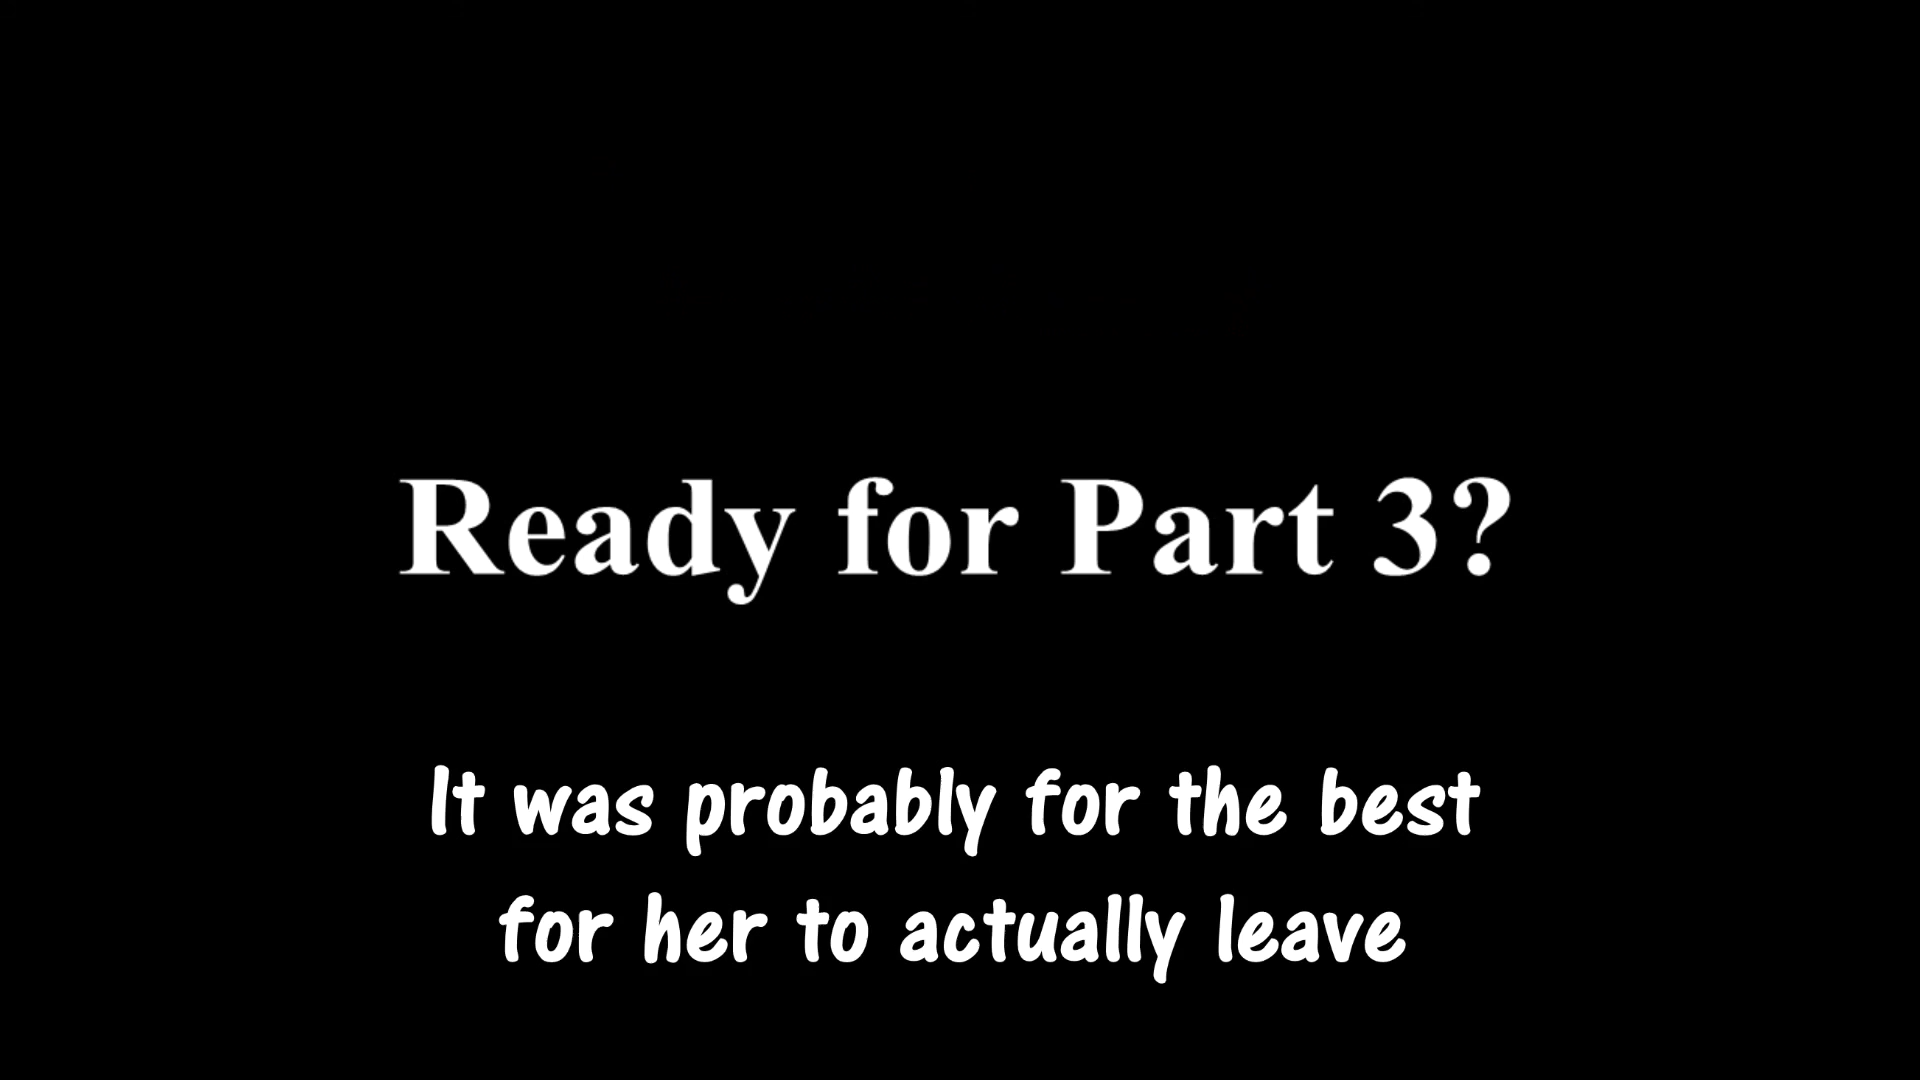 Ready for Part 3?
It was probably for the best
for her to actually leave